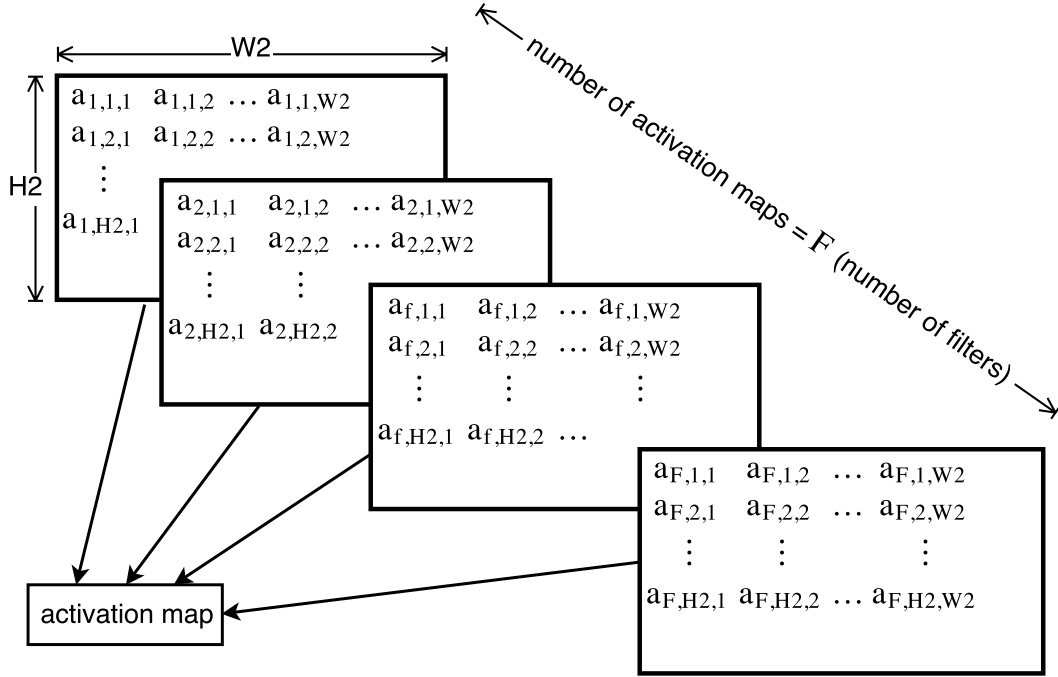 W2
number of activation maps = F (number of filters)
H2
a1,1,1 a1,1,2 … a1,1,W2
a1,2,1 a1,2,2 … a1,2,W2
⋮
a1,H2,1
a2,1,1 a2,1,2 … a2,1,W2
a2,2,1 a2,2,2 … a2,2,W2
⋮ ⋮
a2,H2,1 a2,H2,2
af,1,1 af,1,2 … af,1,W2
af,2,1 af,2,2 … af,2,W2
⋮ ⋮ ⋮
af,H2,1 af,H2,2 …
aF,1,1 aF,1,2 … aF,1,W2
aF,2,1 aF,2,2 … aF,2,W2
⋮ ⋮ ⋮
aF,H2,1 aF,H2,2 … aF,H2,W2
activation map